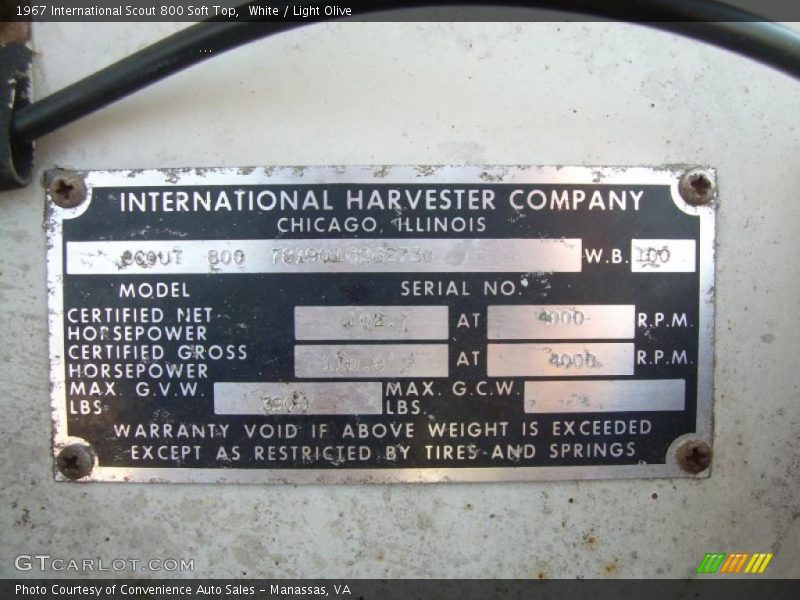 1967 International Scout 800 Soft Top, White / Light Olive
INTERNATIONAL HARVESTER COMPANY
CHICAGO, ILLINOIS
SCOUT 800 W.B. 100
MODEL SERIAL NO.
CERTIFIED NET HORSEPOWER AT 4000 R.P.M.
CERTIFIED GROSS HORSEPOWER AT 4000 R.P.M.
MAX. G.V.W. LBS. 3900 MAX. G.C.W. LBS.
WARRANTY VOID IF ABOVE WEIGHT IS EXCEEDED
EXCEPT AS RESTRICTED BY TIRES AND SPRINGS
GTCARLOT.COM
Photo Courtesy of Convenience Auto Sales – Manassas, VA